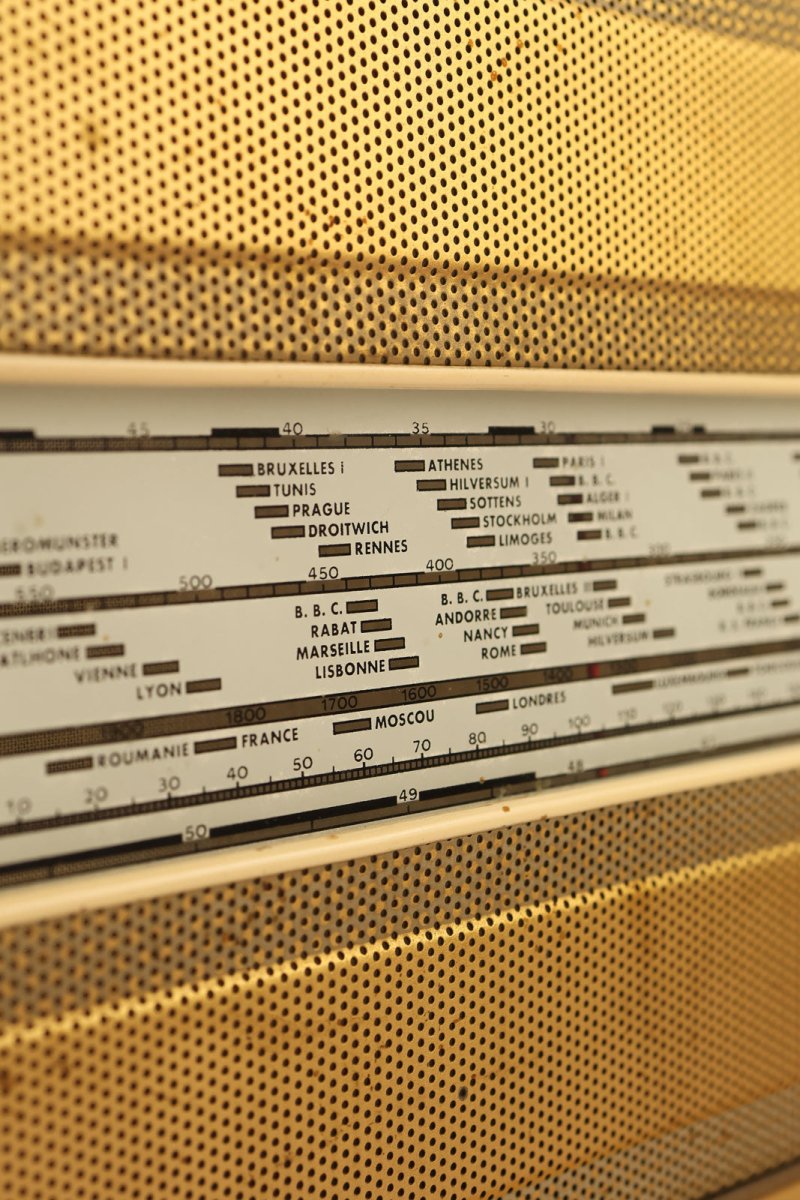 45 40 35 30
BRUXELLES I ATHENES PARIS I
TUNIS HILVERSUM I B. B. C.
PRAGUE SOTTENS ALGER I
DROITWICH STOCKHOLM MILAN
RENNES LIMOGES B. B. C.
EROMUNSTER
BUDAPEST I
550 500 450 400 350 300
B. B. C. B. B. C. BRUXELLES II
RABAT ANDORRE TOULOUSE
ATLHONE MARSEILLE NANCY MUNICH
VIENNE LISBONNE ROME HILVERSUM
LYON
1800 1700 1600 1500 1400
ROUMANIE FRANCE MOSCOU LONDRES LUXEMBOURG
10 20 30 40 50 60 70 80 90 100 110
50 49 48